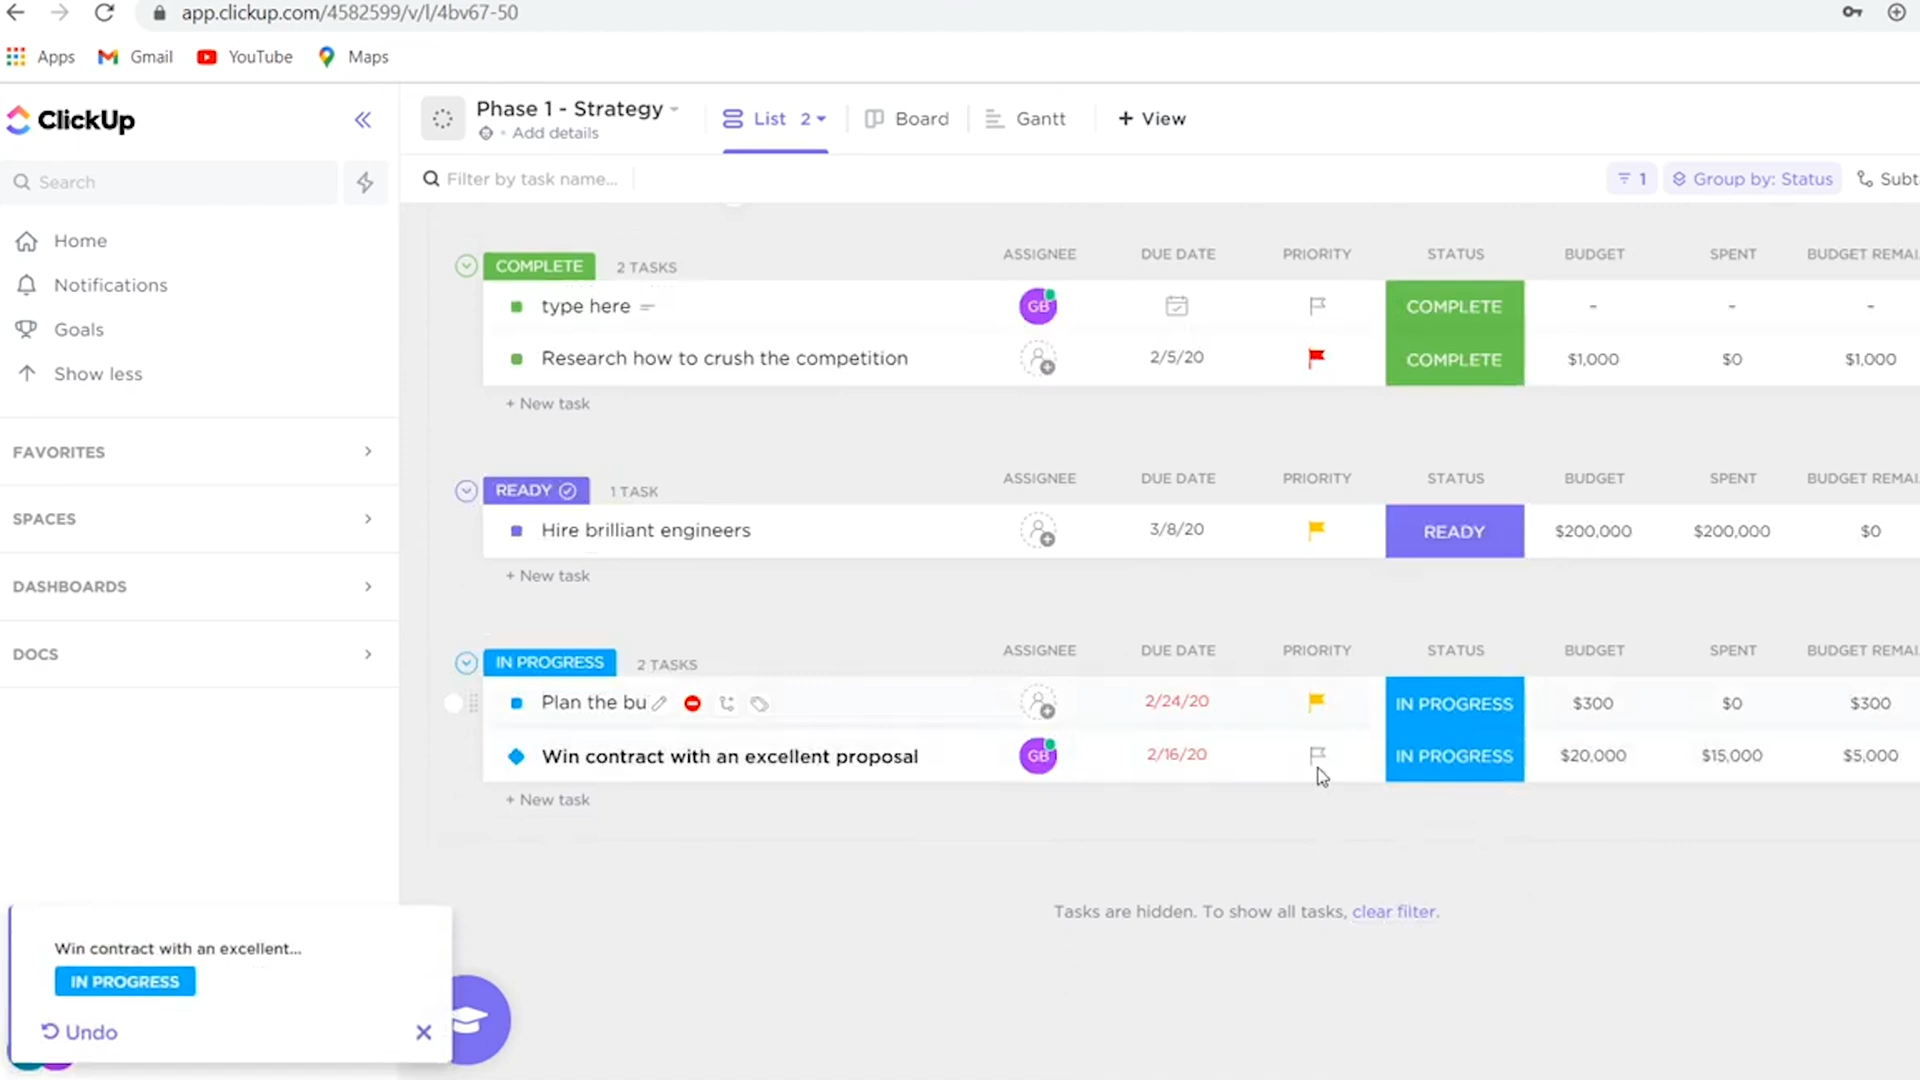 app.clickup.com/4582599/v/l/4bv67-50
Apps Gmail YouTube Maps
ClickUp
Phase 1 - Strategy
Add details
List 2 Board Gantt + View
Search
Filter by task name...
1 Group by: Status Subt
Home
Notifications
Goals
Show less
FAVORITES
SPACES
DASHBOARDS
DOCS
COMPLETE 2 TASKS ASSIGNEE DUE DATE PRIORITY STATUS BUDGET SPENT BUDGET REMAI
type here GB COMPLETE - - -
Research how to crush the competition 2/5/20 COMPLETE $1,000 $0 $1,000
+ New task
READY 1 TASK ASSIGNEE DUE DATE PRIORITY STATUS BUDGET SPENT BUDGET REMAI
Hire brilliant engineers 3/8/20 READY $200,000 $200,000 $0
+ New task
IN PROGRESS 2 TASKS ASSIGNEE DUE DATE PRIORITY STATUS BUDGET SPENT BUDGET REMAI
Plan the bu 2/24/20 IN PROGRESS $300 $0 $300
Win contract with an excellent proposal GB 2/16/20 IN PROGRESS $20,000 $15,000 $5,000
+ New task
Tasks are hidden. To show all tasks, clear filter.
Win contract with an excellent...
IN PROGRESS
Undo